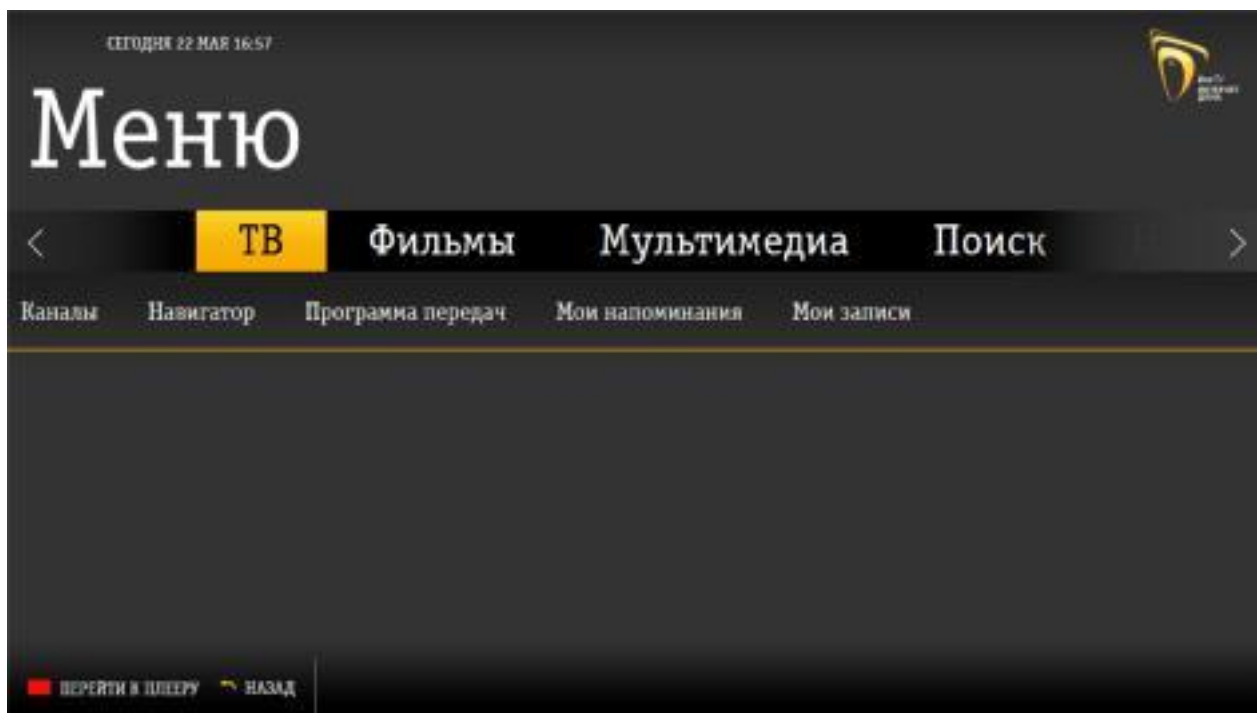 СЕГОДНЯ 22 МАЯ 16:57
Меню
ТВ Фильмы Мультимедиа Поиск
Каналы Навигатор Программа передач Мои напоминания Мои записи
ПЕРЕЙТИ К ПЛЕЕРУ НАЗАД